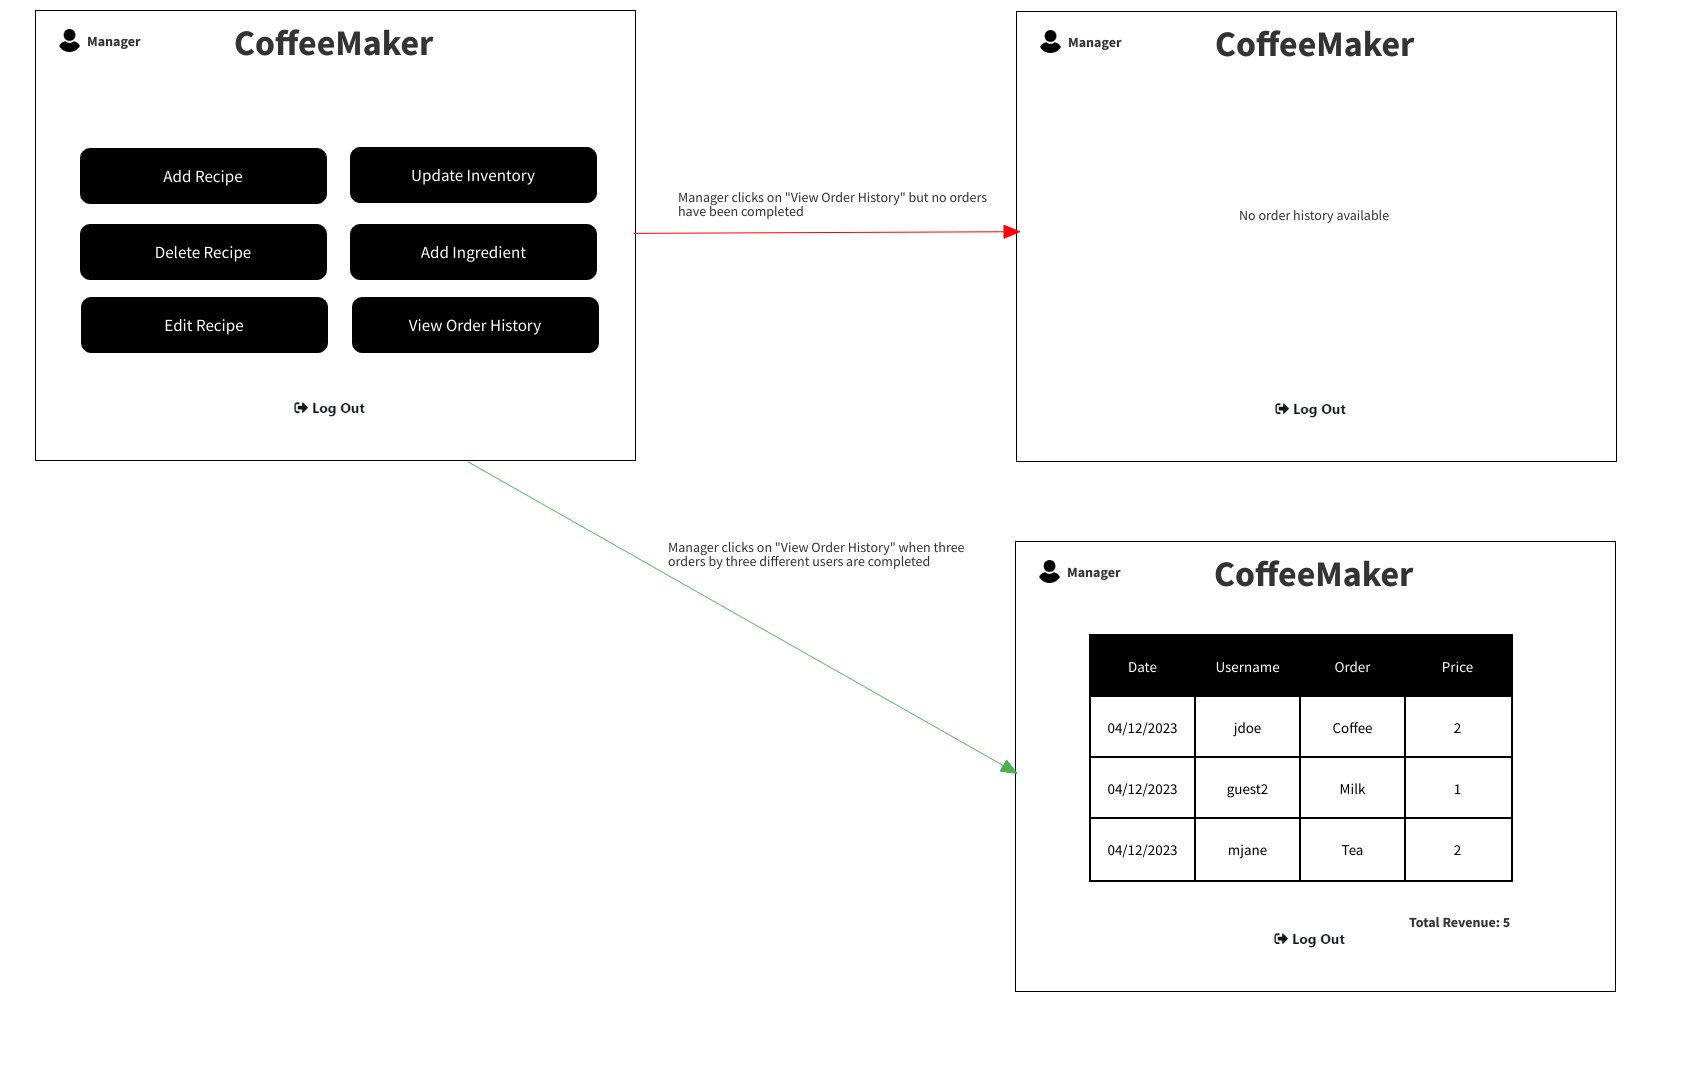 Manager
CoffeeMaker
Add Recipe
Update Inventory
Delete Recipe
Add Ingredient
Edit Recipe
View Order History
Log Out
Manager clicks on "View Order History" but no orders
have been completed
Manager
CoffeeMaker
No order history available
Log Out
Manager clicks on "View Order History" when three
orders by three different users are completed
Manager
CoffeeMaker
Date Username Order Price
04/12/2023 jdoe Coffee 2
04/12/2023 guest2 Milk 1
04/12/2023 mjane Tea 2
Total Revenue: 5
Log Out